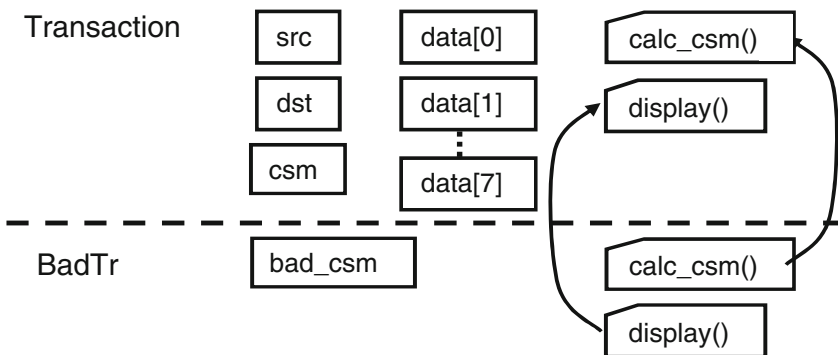 Transaction
src
data[0]
calc_csm()
dst
data[1]
display()
csm
data[7]
BadTr
bad_csm
calc_csm()
display()